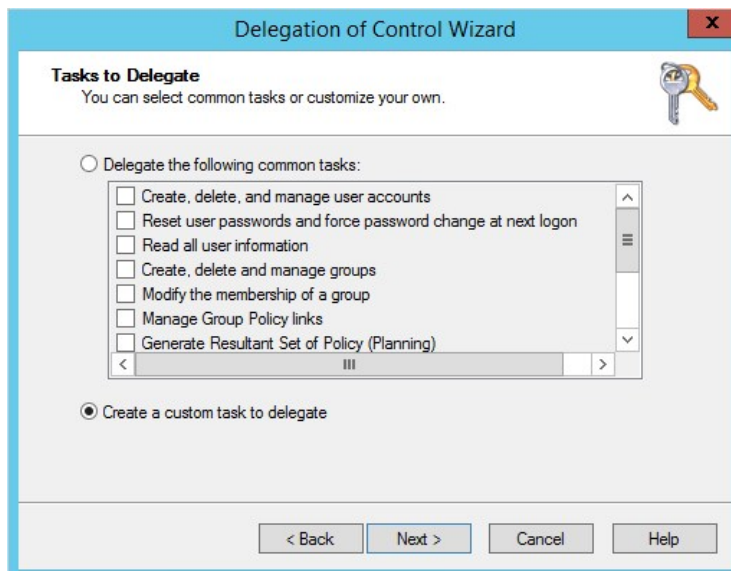 Delegation of Control Wizard
x
Tasks to Delegate
You can select common tasks or customize your own.
Delegate the following common tasks:
Create, delete, and manage user accounts
Reset user passwords and force password change at next logon
Read all user information
Create, delete and manage groups
Modify the membership of a group
Manage Group Policy links
Generate Resultant Set of Policy (Planning)
Create a custom task to delegate
< Back Next > Cancel Help